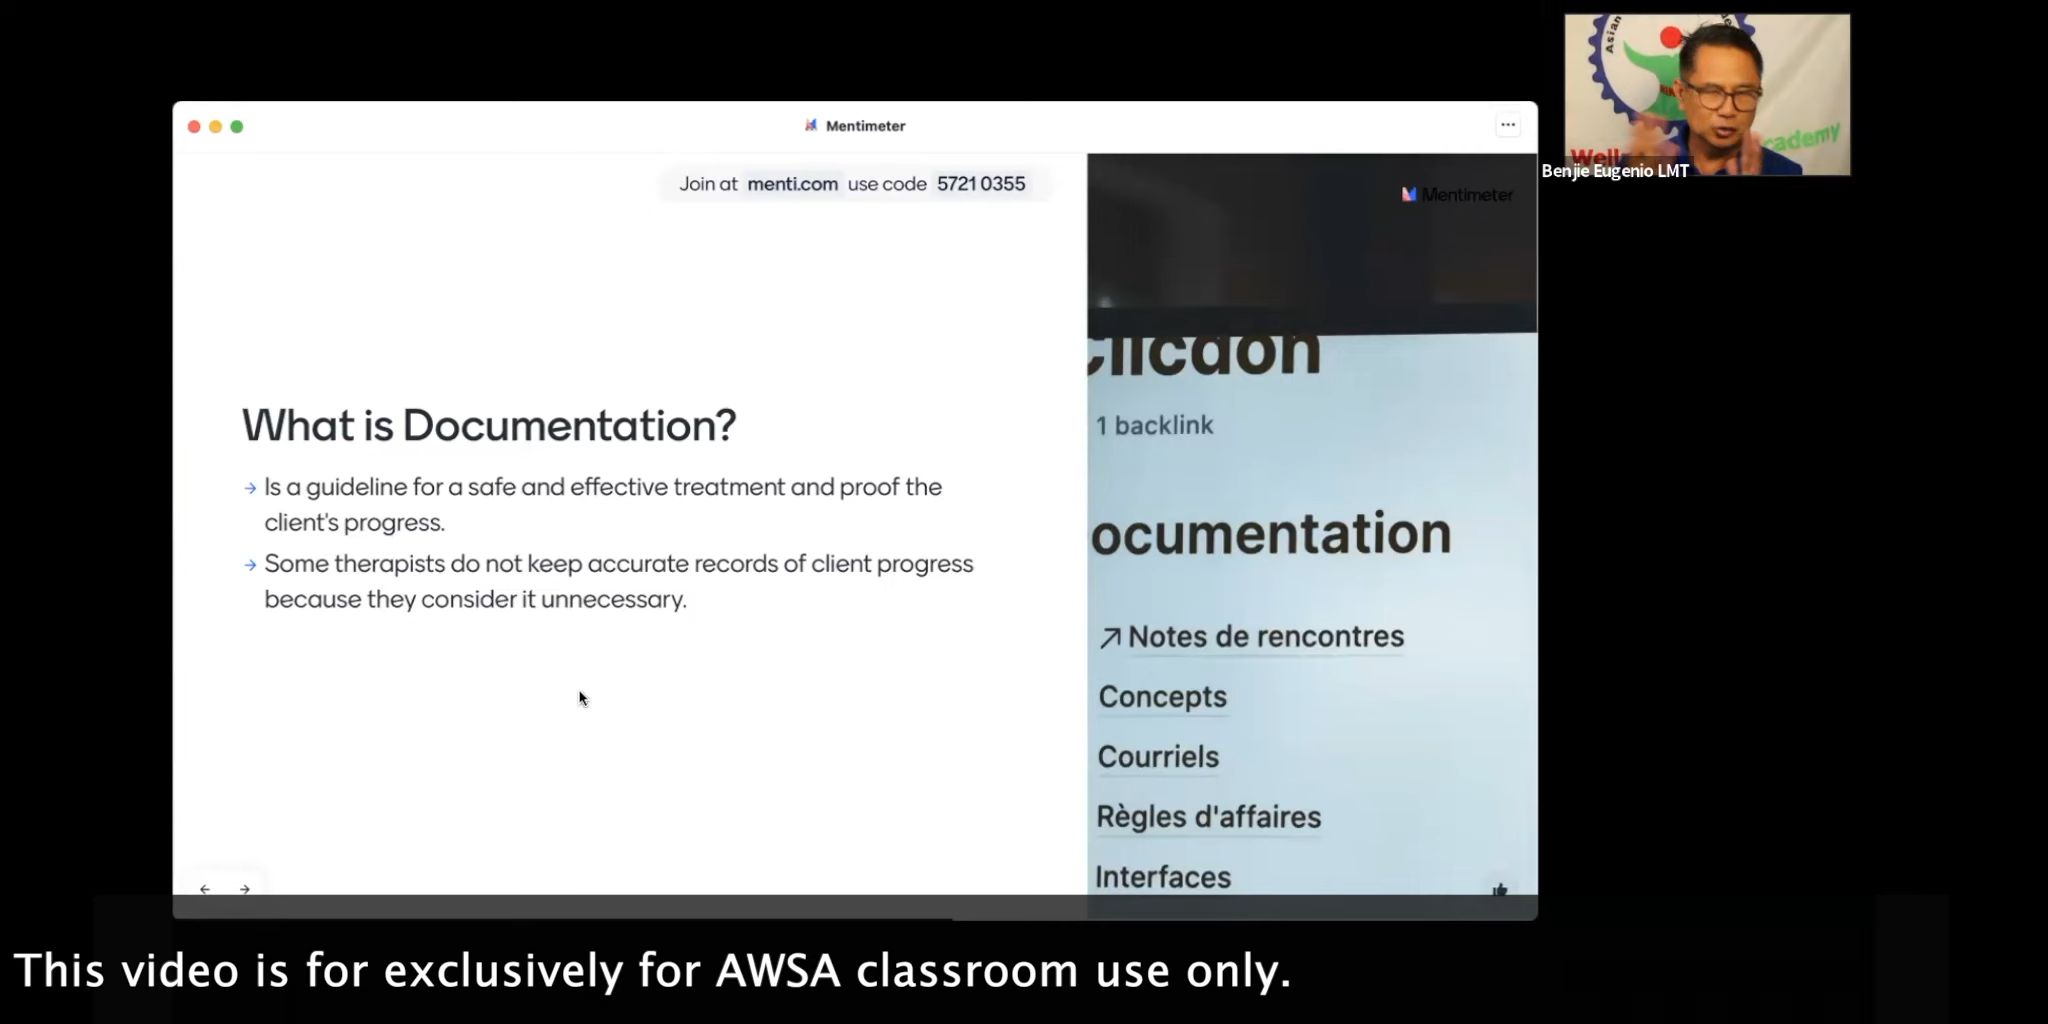 Mentimeter
...
Join at menti.com use code 5721 0355
What is Documentation?
→ Is a guideline for a safe and effective treatment and proof the
client's progress.
→ Some therapists do not keep accurate records of client progress
because they consider it unnecessary.
Mentimeter
1 backlink
ocumentation
↗ Notes de rencontres
Concepts
Courriels
Règles d'affaires
Interfaces
Asian
Well
cademy
Benjie Eugenio LMT
This video is for exclusively for AWSA classroom use only.